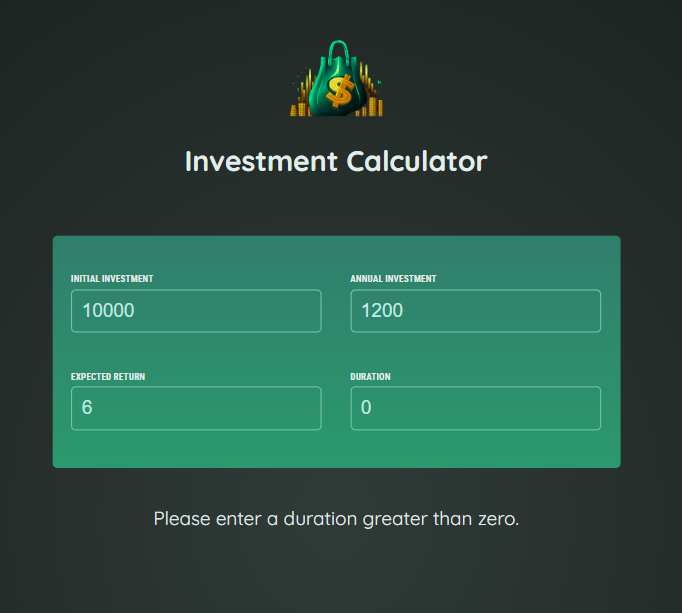 $
Investment Calculator
INITIAL INVESTMENT ANNUAL INVESTMENT
10000 1200
EXPECTED RETURN DURATION
6 0
Please enter a duration greater than zero.